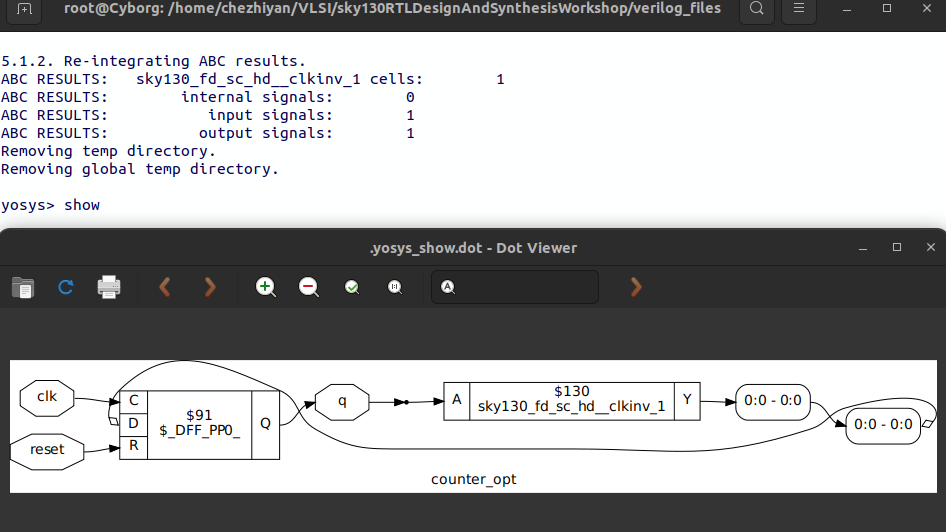 root@Cyborg: /home/chezhiyan/VLSI/sky130RTLDesignAndSynthesisWorkshop/verilog_files
5.1.2. Re-integrating ABC results.
ABC RESULTS:   sky130_fd_sc_hd__clkinv_1 cells:        1
ABC RESULTS:        internal signals:        0
ABC RESULTS:           input signals:        1
ABC RESULTS:          output signals:        1
Removing temp directory.
Removing global temp directory.
yosys> show
.yosys_show.dot - Dot Viewer
A
clk
reset
C
D
R
$91
$_DFF_PP0_
Q
q
A
$130
sky130_fd_sc_hd__clkinv_1
Y
0:0 - 0:0
0:0 - 0:0
counter_opt